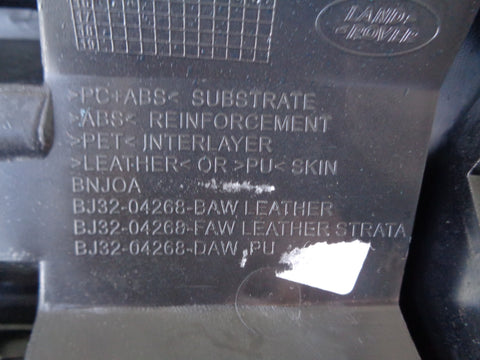 LAND-
ROVER
>PC+ABS< SUBSTRATE
>ABS< REINFORCEMENT
>PET< INTERLAYER
>LEATHER< OR >PU< SKIN
BNJOA
BJ32-04268-BAW LEATHER
BJ32-04268-FAW LEATHER STRATA
BJ32-04268-DAW PU